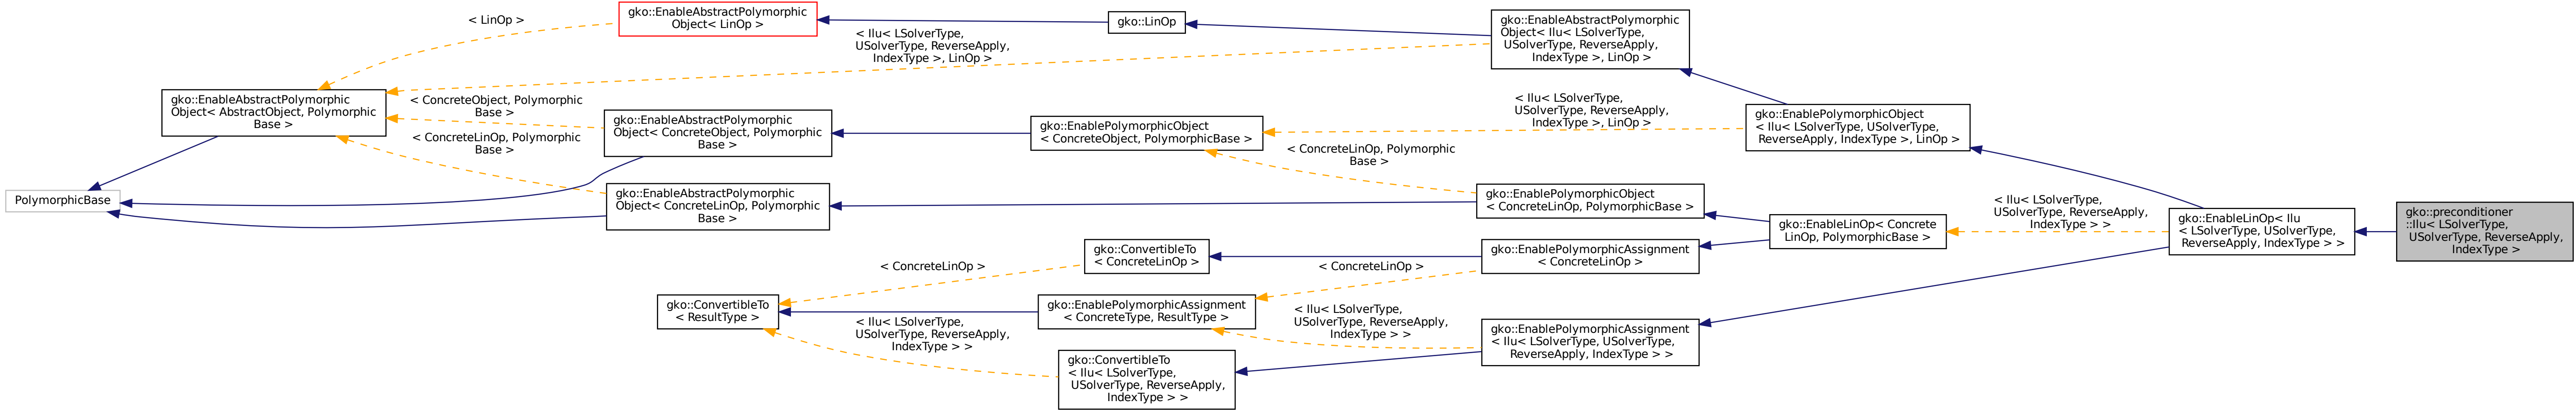 gko::EnableAbstractPolymorphic
Object< LinOp >
< LinOp >
gko::LinOp
gko::EnableAbstractPolymorphic
Object< Ilu< LSolverType,
USolverType, ReverseApply,
IndexType >, LinOp >
< Ilu< LSolverType,
USolverType, ReverseApply,
IndexType >, LinOp >
gko::EnableAbstractPolymorphic
Object< AbstractObject, Polymorphic
Base >
< ConcreteObject, Polymorphic
Base >
gko::EnableAbstractPolymorphic
Object< ConcreteObject, Polymorphic
Base >
gko::EnablePolymorphicObject
< ConcreteObject, PolymorphicBase >
< Ilu< LSolverType,
USolverType, ReverseApply,
IndexType >, LinOp >
gko::EnablePolymorphicObject
< Ilu< LSolverType, USolverType,
ReverseApply, IndexType >, LinOp >
< ConcreteLinOp, Polymorphic
Base >
< ConcreteLinOp, Polymorphic
Base >
PolymorphicBase
gko::EnableAbstractPolymorphic
Object< ConcreteLinOp, Polymorphic
Base >
gko::EnablePolymorphicObject
< ConcreteLinOp, PolymorphicBase >
gko::EnableLinOp< Concrete
LinOp, PolymorphicBase >
< Ilu< LSolverType,
USolverType, ReverseApply,
IndexType > >
gko::EnableLinOp< Ilu
< LSolverType, USolverType,
ReverseApply, IndexType > >
gko::preconditioner
::Ilu< LSolverType,
USolverType, ReverseApply,
IndexType >
gko::ConvertibleTo
< ConcreteLinOp >
gko::EnablePolymorphicAssignment
< ConcreteLinOp >
< ConcreteLinOp >
< ConcreteLinOp >
gko::ConvertibleTo
< ResultType >
gko::EnablePolymorphicAssignment
< ConcreteType, ResultType >
< Ilu< LSolverType,
USolverType, ReverseApply,
IndexType > >
< Ilu< LSolverType,
USolverType, ReverseApply,
IndexType > >
gko::EnablePolymorphicAssignment
< Ilu< LSolverType, USolverType,
ReverseApply, IndexType > >
gko::ConvertibleTo
< Ilu< LSolverType,
USolverType, ReverseApply,
IndexType > >